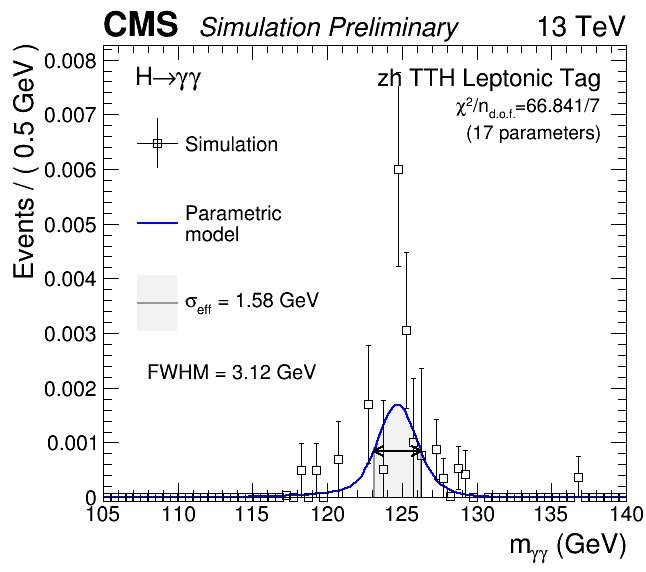 CMS Simulation Preliminary 13 TeV
H→γγ
zh TTH Leptonic Tag
χ²/n_d.o.f.=66.841/7
(17 parameters)
Simulation
Parametric
model
σ_eff = 1.58 GeV
FWHM = 3.12 GeV
Events / ( 0.5 GeV )
0.008
0.007
0.006
0.005
0.004
0.003
0.002
0.001
0
105 110 115 120 125 130 135 140
m_γγ (GeV)